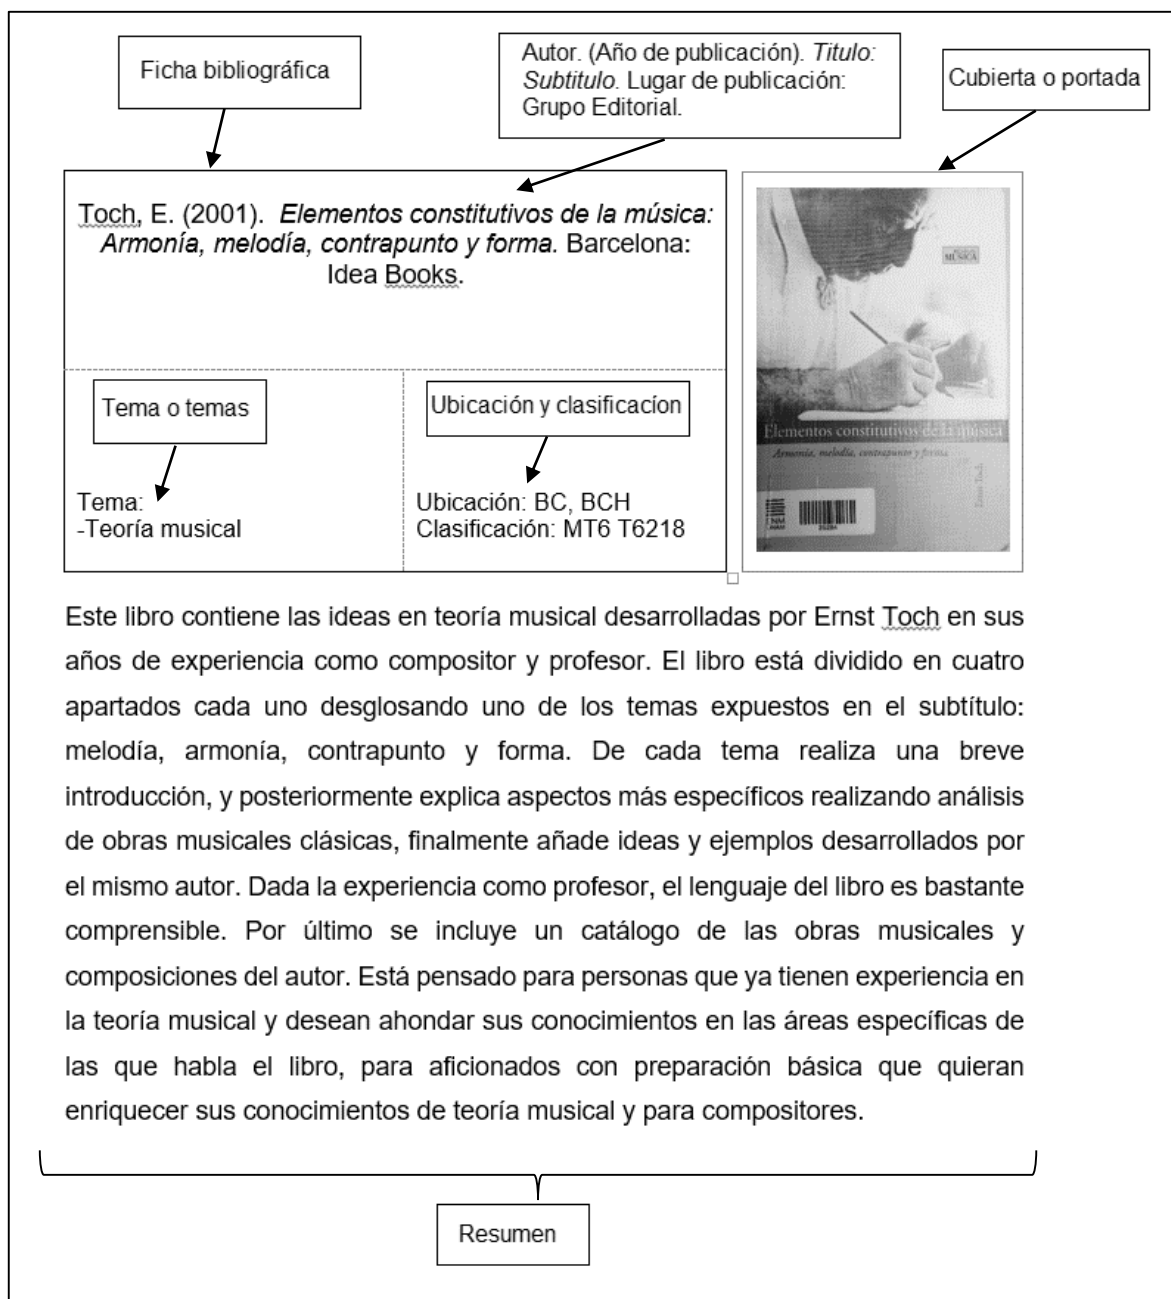 Ficha bibliográfica
Autor. (Año de publicación). Titulo:
Subtitulo. Lugar de publicación:
Grupo Editorial.
Cubierta o portada
Toch, E. (2001). Elementos constitutivos de la música:
Armonía, melodía, contrapunto y forma. Barcelona:
Idea Books.
Tema o temas
Ubicación y clasificacíon
Tema:
-Teoría musical
Ubicación: BC, BCH
Clasificación: MT6 T6218
MÚSICA
Elementos constitutivos de la música
Armonía, melodía, contrapunto y forma
Ernst Toch
Este libro contiene las ideas en teoría musical desarrolladas por Ernst Toch en sus
años de experiencia como compositor y profesor. El libro está dividido en cuatro
apartados cada uno desglosando uno de los temas expuestos en el subtítulo:
melodía, armonía, contrapunto y forma. De cada tema realiza una breve
introducción, y posteriormente explica aspectos más específicos realizando análisis
de obras musicales clásicas, finalmente añade ideas y ejemplos desarrollados por
el mismo autor. Dada la experiencia como profesor, el lenguaje del libro es bastante
comprensible. Por último se incluye un catálogo de las obras musicales y
composiciones del autor. Está pensado para personas que ya tienen experiencia en
la teoría musical y desean ahondar sus conocimientos en las áreas específicas de
las que habla el libro, para aficionados con preparación básica que quieran
enriquecer sus conocimientos de teoría musical y para compositores.
Resumen